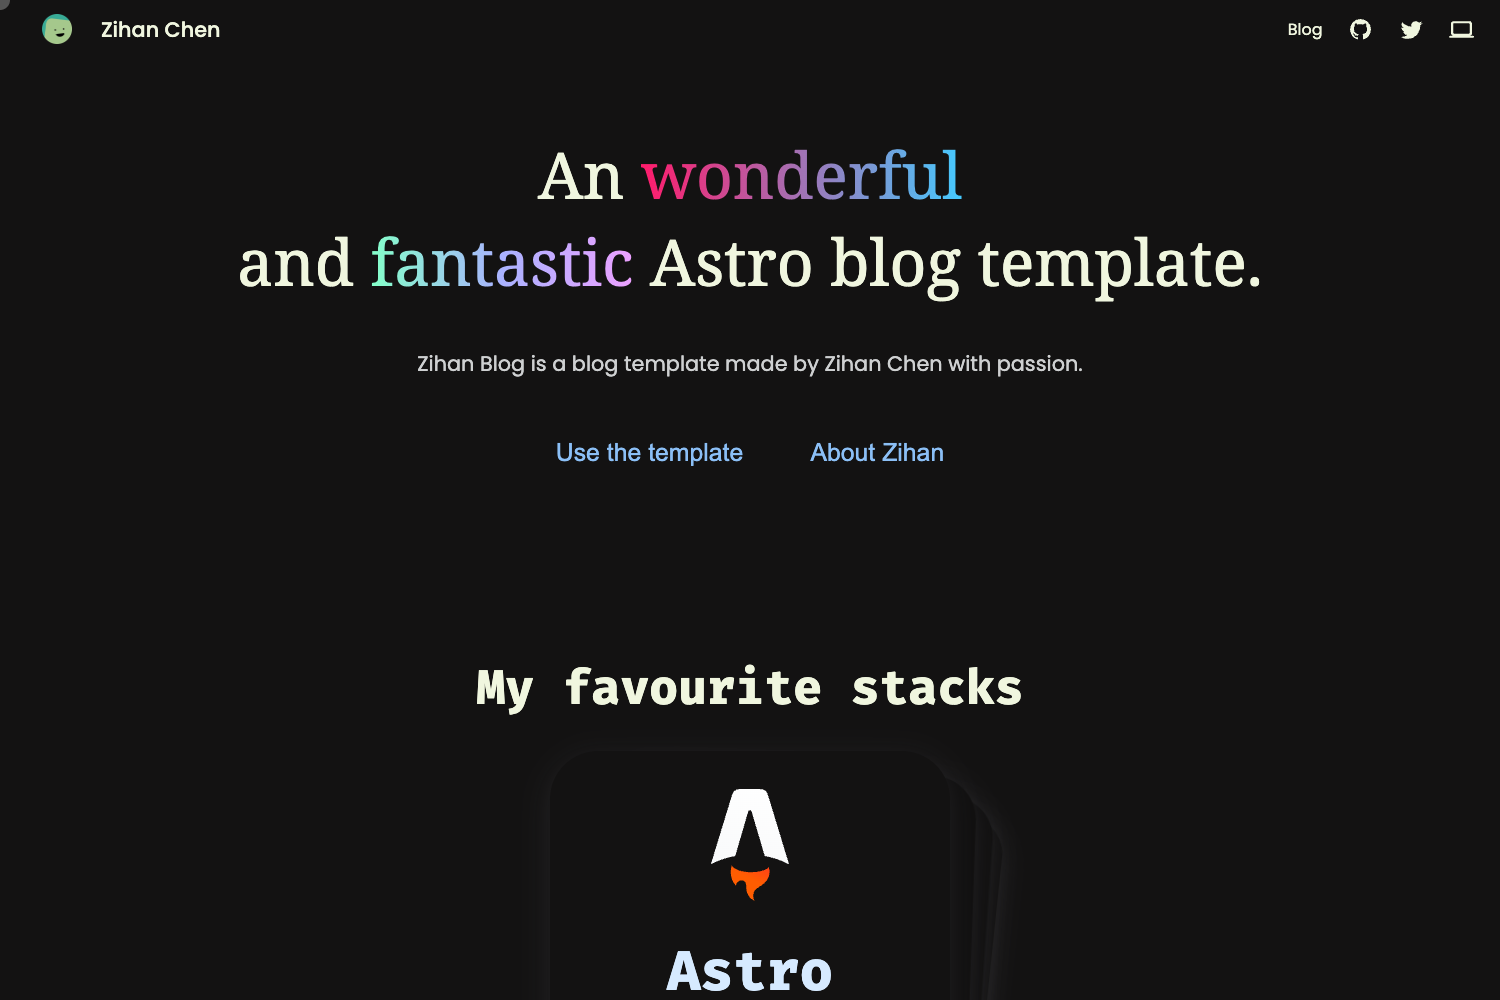 Zihan Chen
Blog
An wonderful
and fantastic Astro blog template.
Zihan Blog is a blog template made by Zihan Chen with passion.
Use the template
About Zihan
My favourite stacks
Astro